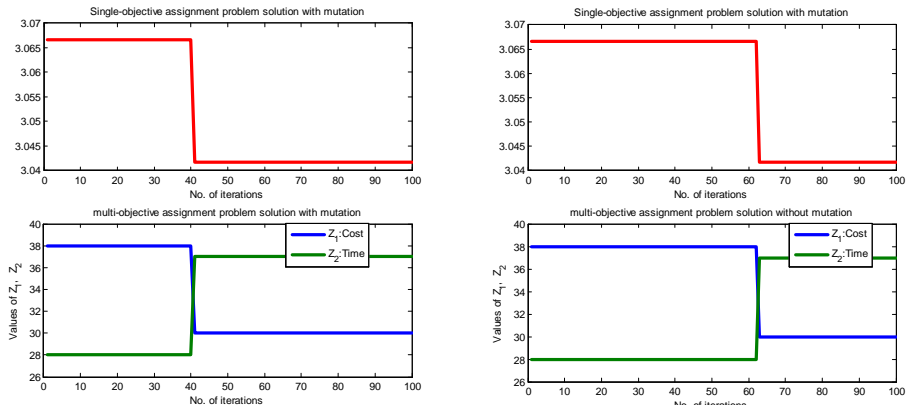 Single-objective assignment problem solution with mutation
3.07
3.065
3.06
3.055
3.05
3.045
3.04
0 10 20 30 40 50 60 70 80 90 100
No. of iterations
multi-objective assignment problem solution with mutation
40
38
36
34
32
30
28
26
Values of Z1, Z2
Z1:Cost
Z2:Time
0 10 20 30 40 50 60 70 80 90 100
No. of iterations
Single-objective assignment problem solution with mutation
3.07
3.065
3.06
3.055
3.05
3.045
3.04
0 10 20 30 40 50 60 70 80 90 100
No. of iterations
multi-objective assignment problem solution without mutation
40
38
36
34
32
30
28
26
Values of Z1, Z2
Z1:Cost
Z2:Time
0 10 20 30 40 50 60 70 80 90 100
No. of iterations